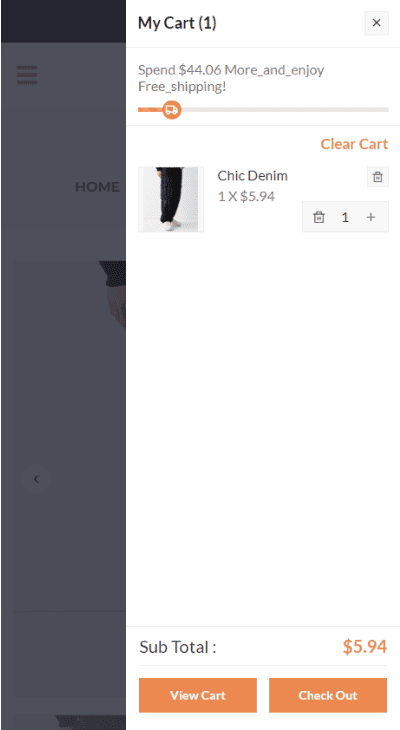 My Cart (1)
Spend $44.06 More_and_enjoy
Free_shipping!
Clear Cart
HOME
Chic Denim
1 X $5.94
1 +
Sub Total : $5.94
View Cart Check Out